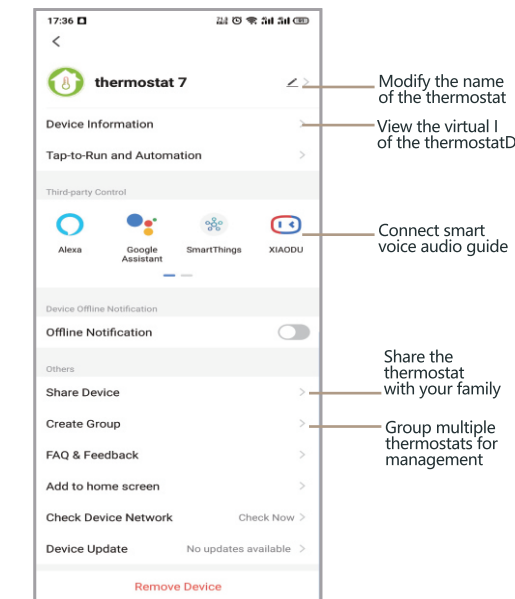 17:36
thermostat 7
Modify the name
of the thermostat
Device Information
View the virtual I
of the thermostatD
Tap-to-Run and Automation
Third-party Control
Alexa
Google
Assistant
SmartThings
XIAODU
Connect smart
voice audio guide
Device Offline Notification
Offline Notification
Others
Share Device
Share the
thermostat
with your family
Create Group
Group multiple
thermostats for
management
FAQ & Feedback
Add to home screen
Check Device Network
Check Now
Device Update
No updates available
Remove Device